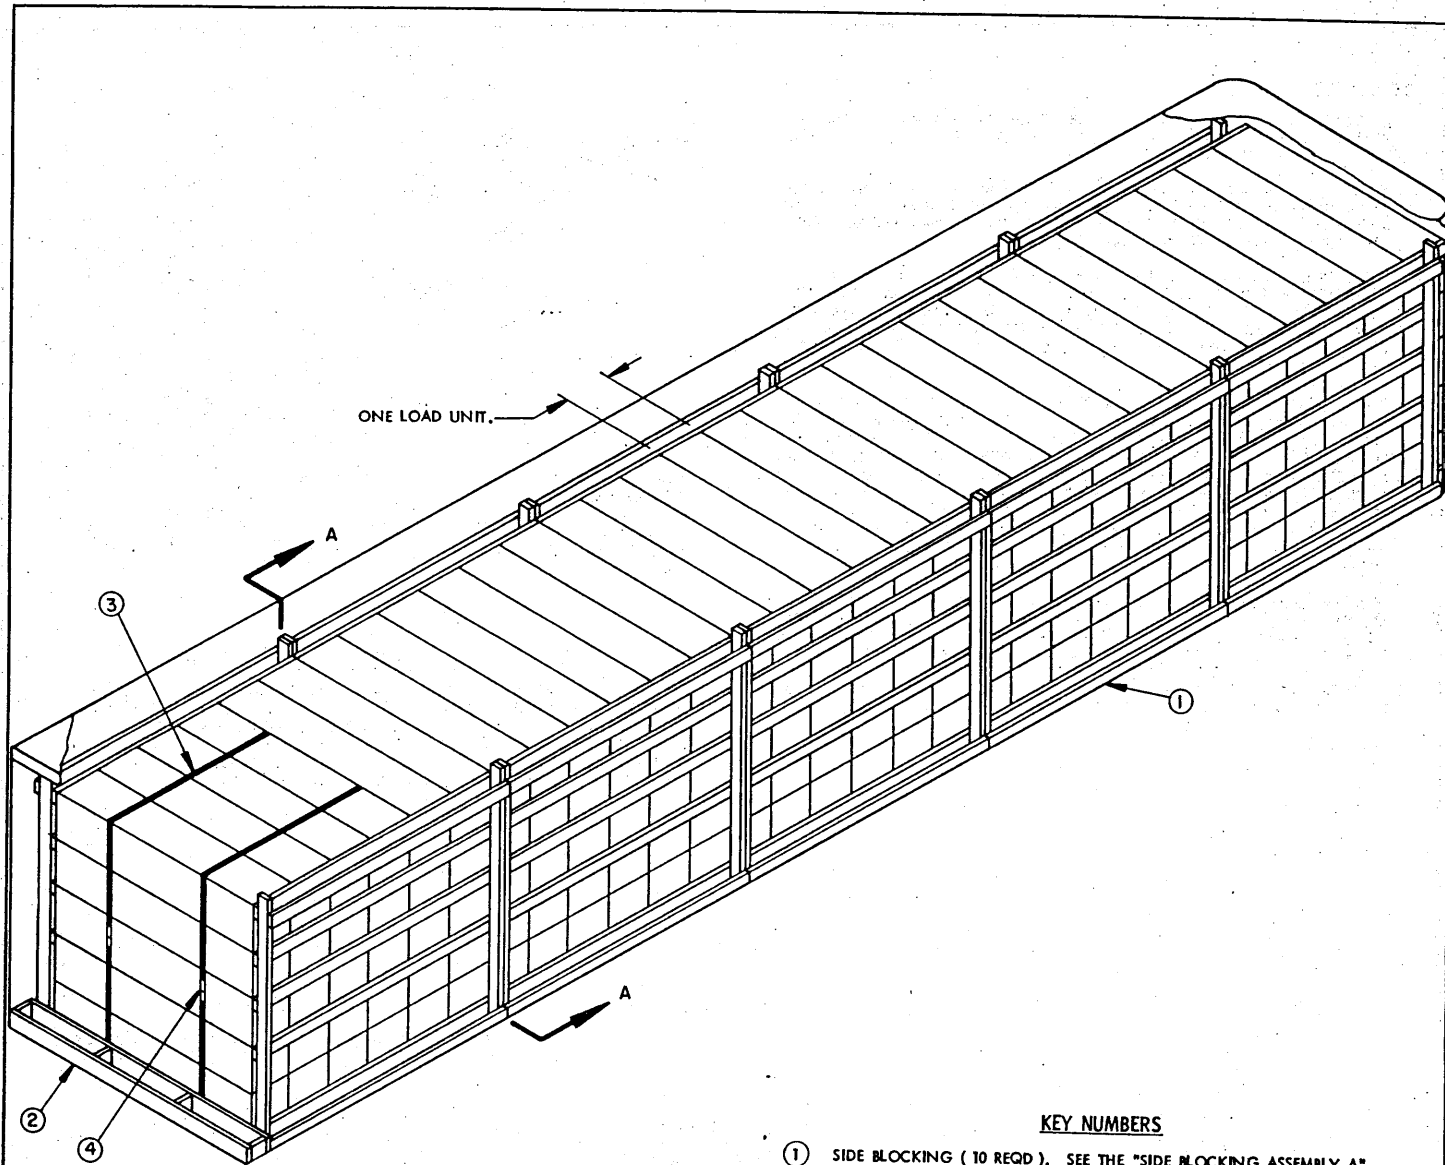 ONE LOAD UNIT.
A
3
1
A
2
4
KEY NUMBERS
1 SIDE BLOCKING ( 10 REQD ). SEE THE "SIDE BLOCKING ASSEMBLY A"